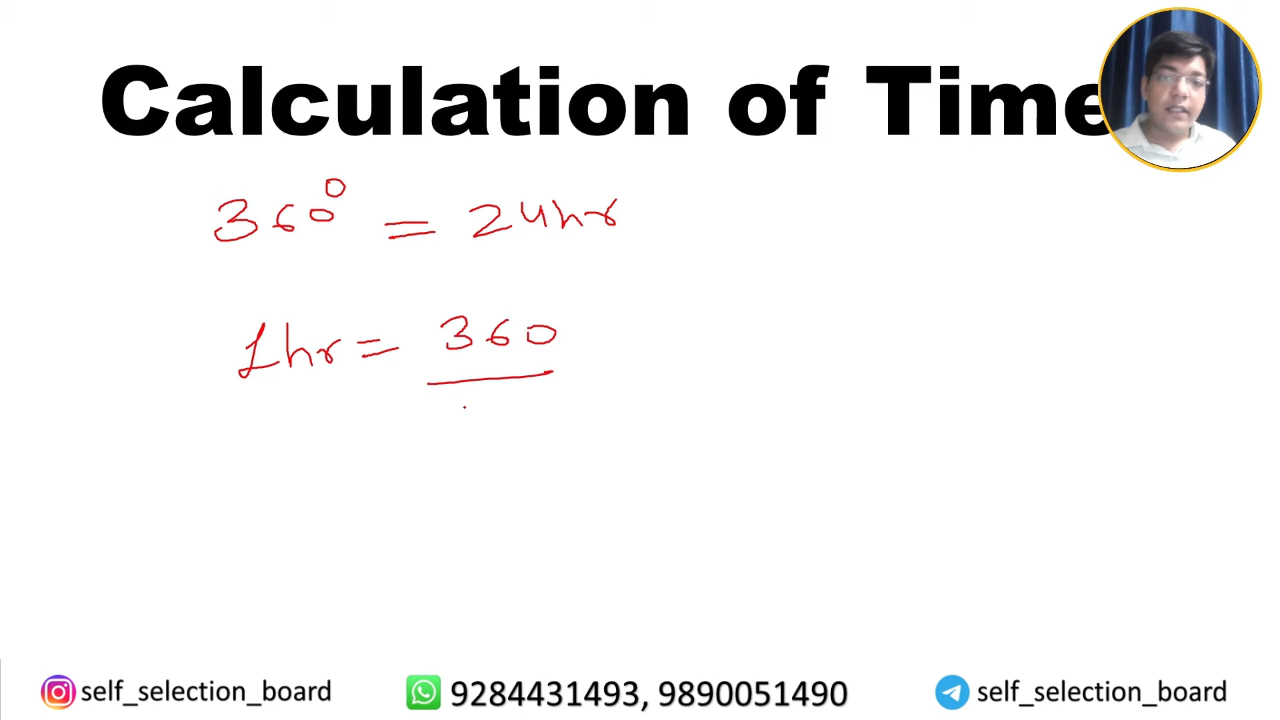 Calculation of Time
360° = 24hr
1hr = 360
self_selection_board
9284431493, 9890051490
self_selection_board